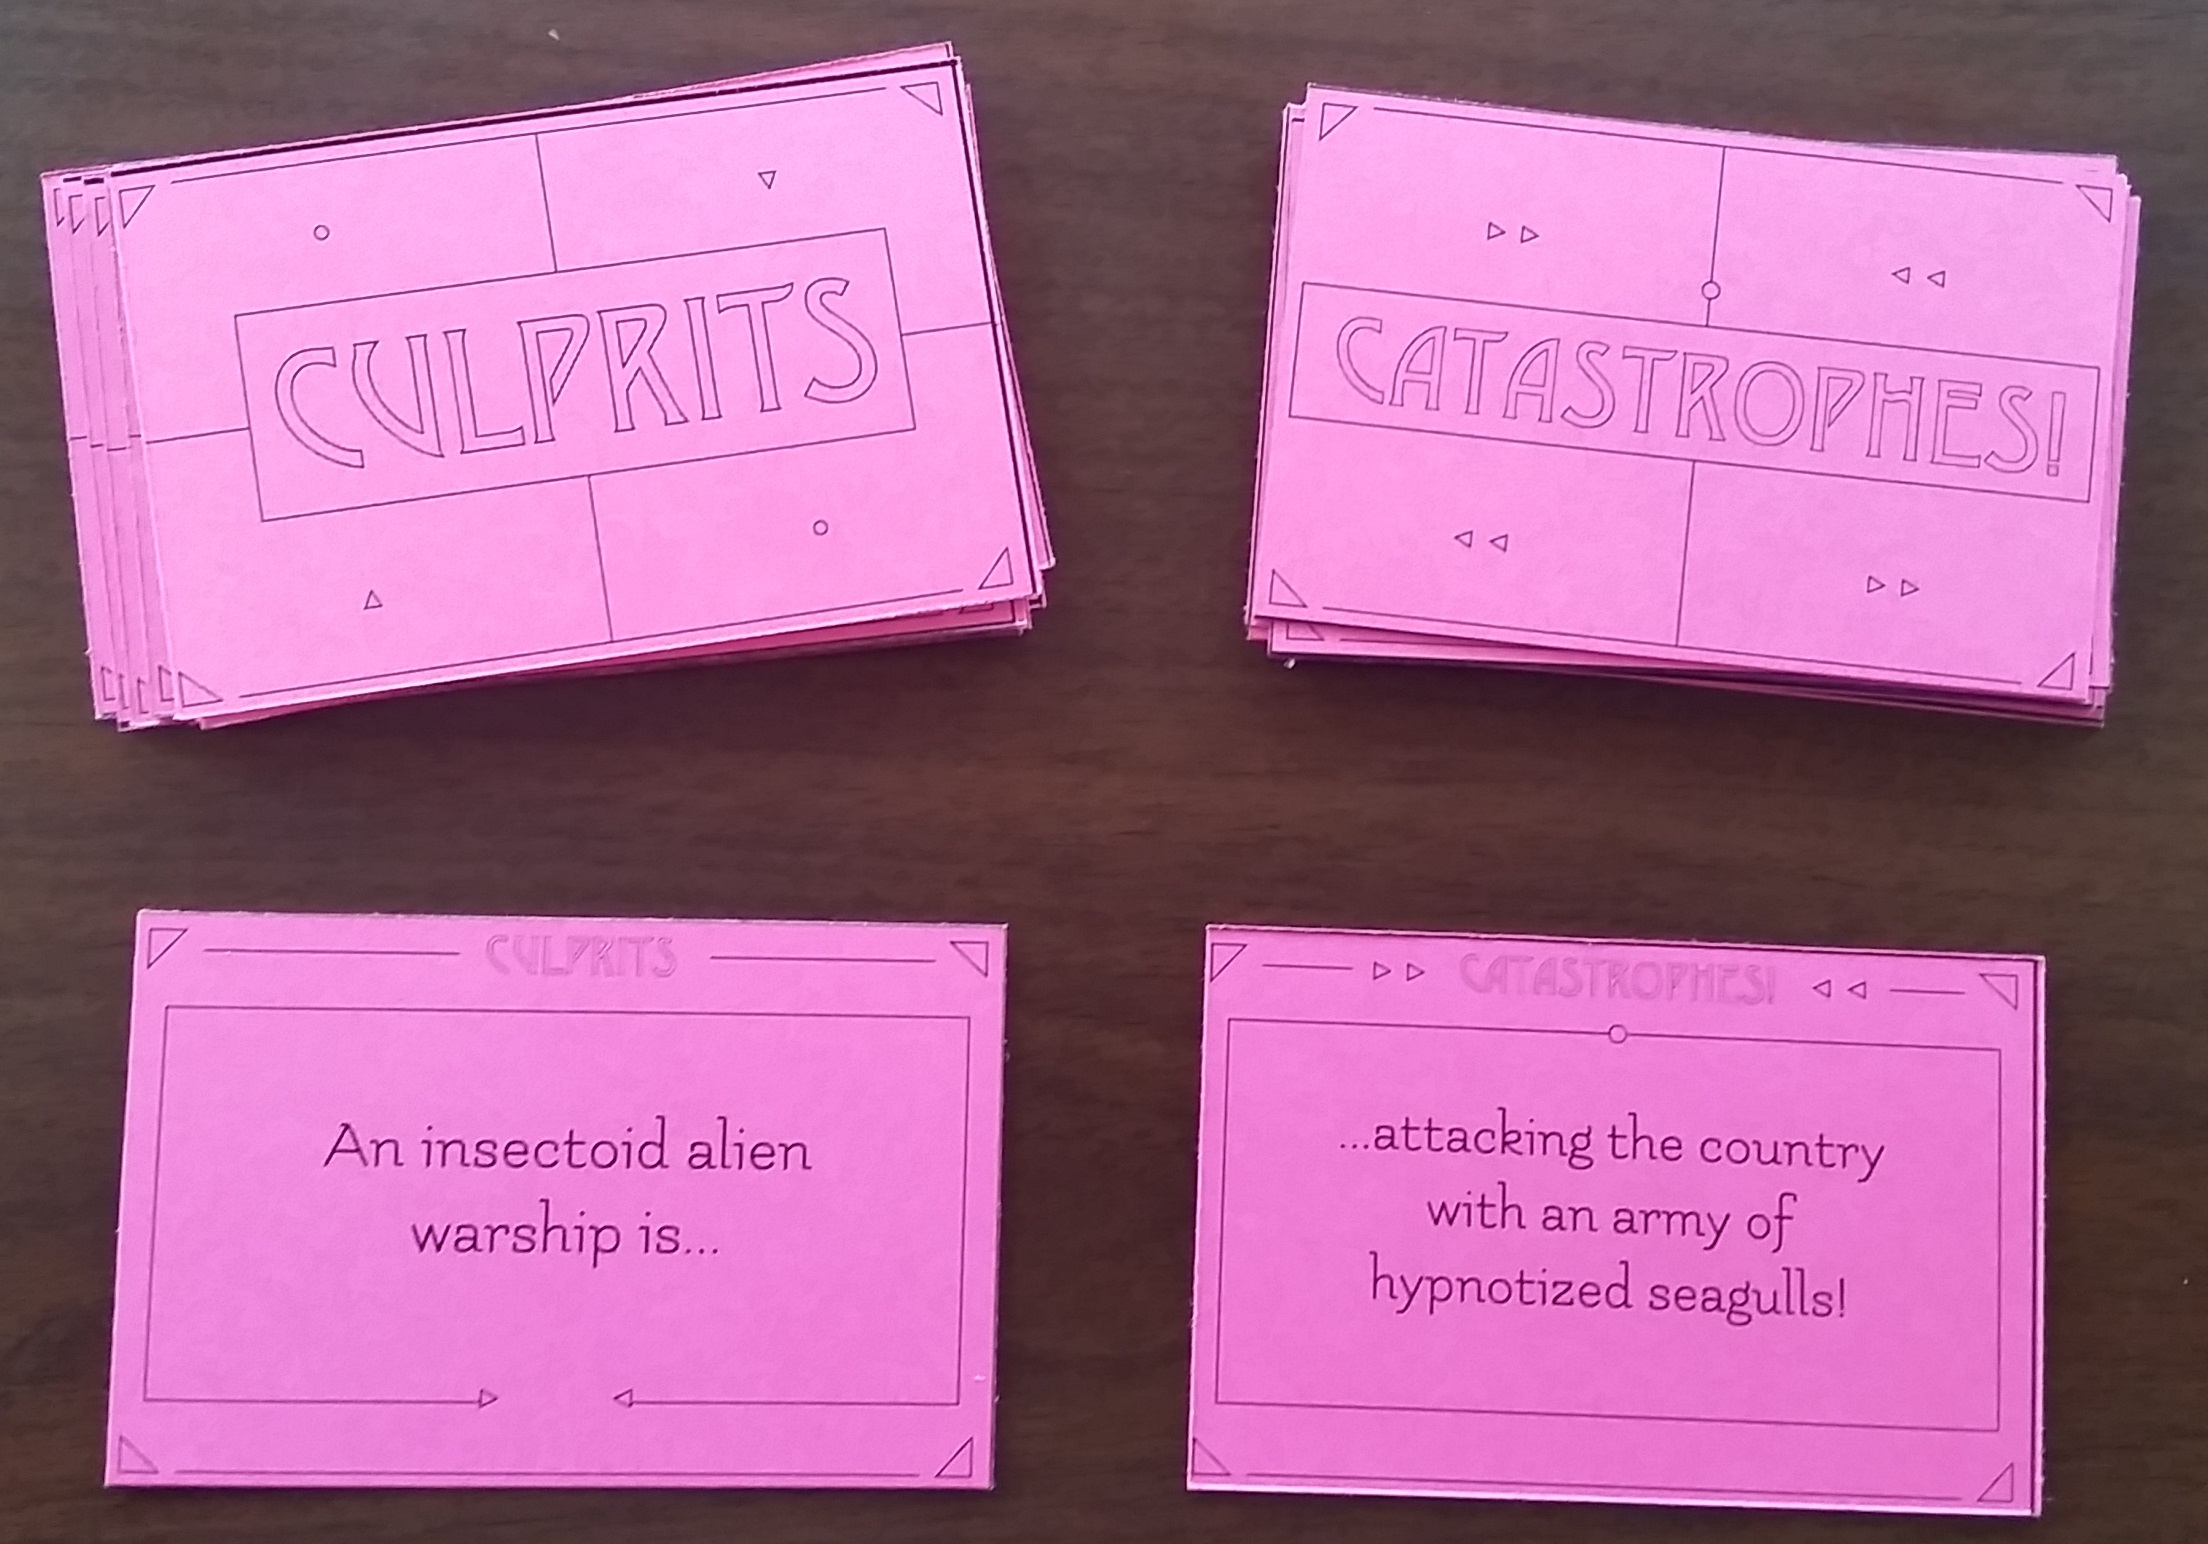 CULPRITS
CATASTROPHES!
CULPRITS
An insectoid alien
warship is...
CATASTROPHES!
...attacking the country
with an army of
hypnotized seagulls!